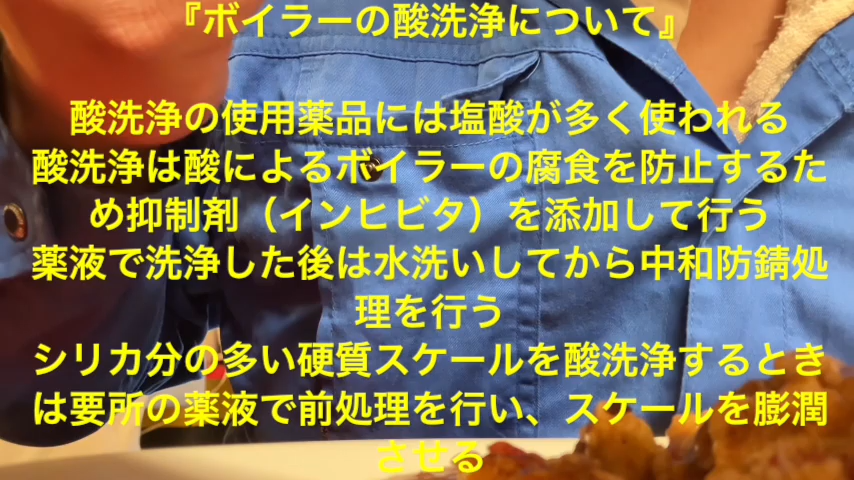 『ボイラーの酸洗浄について』
酸洗浄の使用薬品には塩酸が多く使われる
酸洗浄は酸によるボイラーの腐食を防止するた
め抑制剤（インヒビタ）を添加して行う
薬液で洗浄した後は水洗いしてから中和防錆処
理を行う
シリカ分の多い硬質スケールを酸洗浄するときは
は要所の薬液で前処理を行い、スケールを膨潤
させる